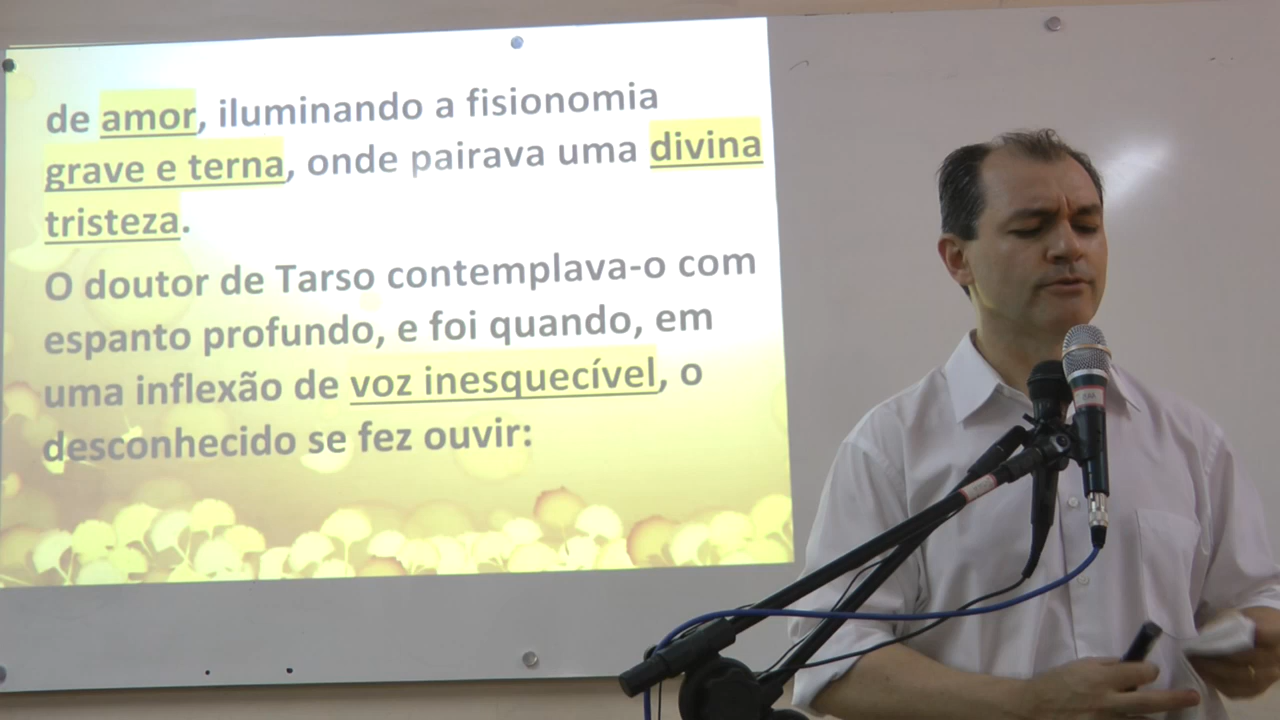 de amor, iluminando a fisionomia
grave e terna, onde pairava uma divina
tristeza.
O doutor de Tarso contemplava-o com
espanto profundo, e foi quando, em
uma inflexão de voz inesquecível, o
desconhecido se fez ouvir: